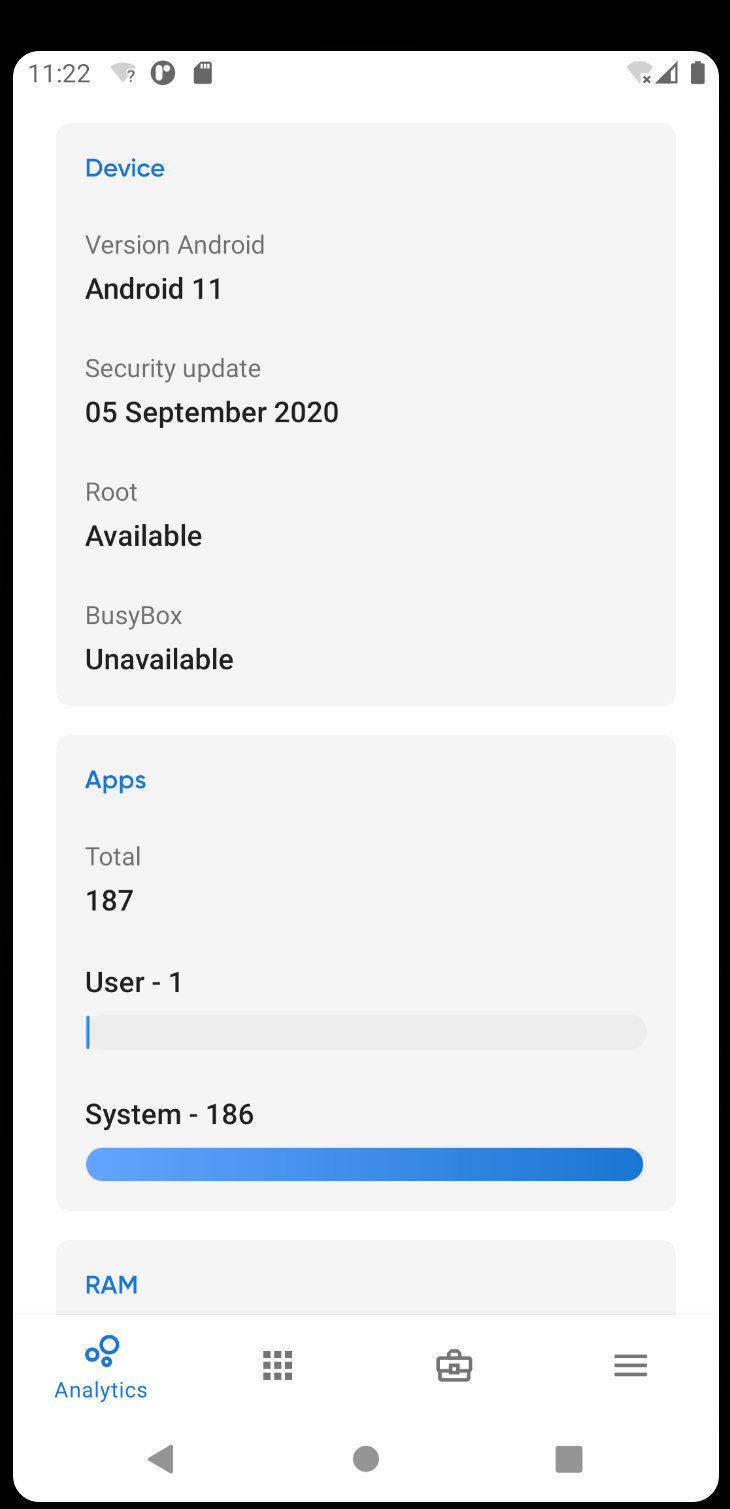 11:22
Device
Version Android
Android 11
Security update
05 September 2020
Root
Available
BusyBox
Unavailable
Apps
Total
187
User - 1
System - 186
RAM
Analytics